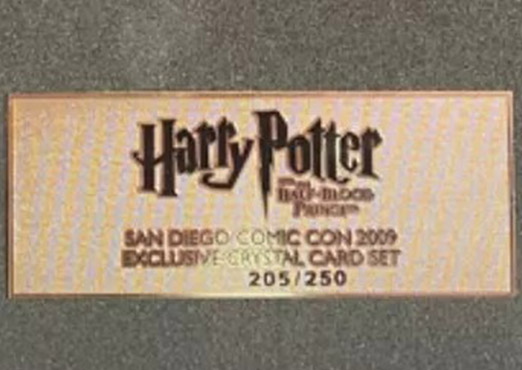 Harry Potter
AND THE
HALF-BLOOD
PRINCE
SAN DIEGO COMIC CON 2009
EXCLUSIVE CRYSTAL CARD SET
205/250